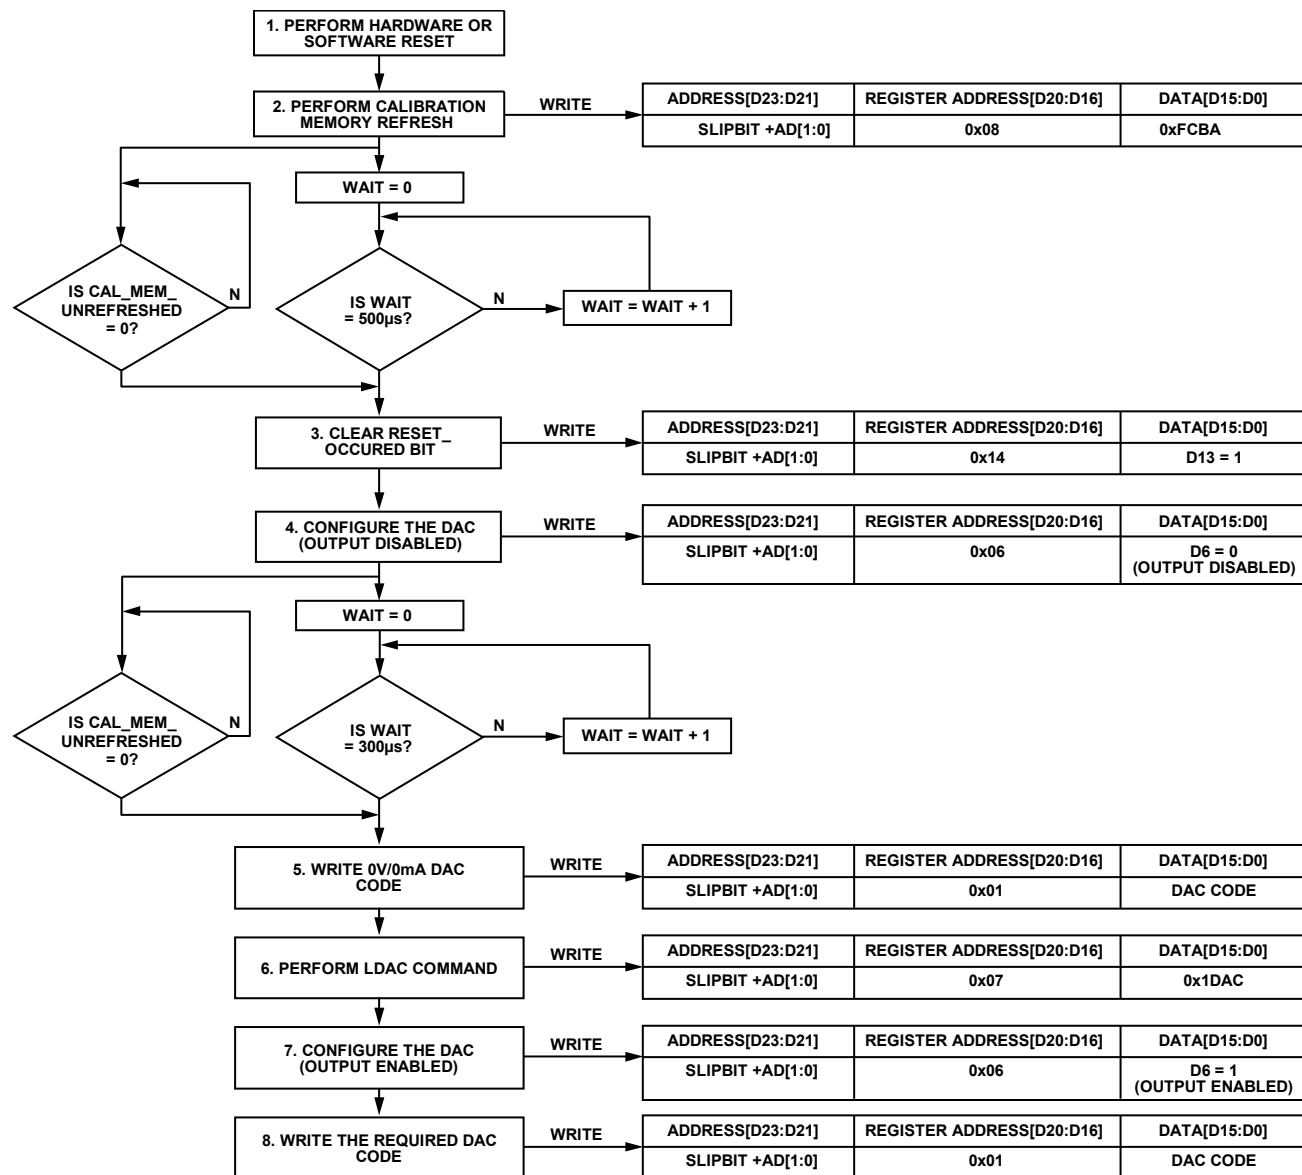 1. PERFORM HARDWARE OR
SOFTWARE RESET
2. PERFORM CALIBRATION
MEMORY REFRESH
WRITE
ADDRESS[D23:D21] REGISTER ADDRESS[D20:D16] DATA[D15:D0]
SLIPBIT +AD[1:0] 0x08 0xFCBA
WAIT = 0
IS CAL_MEM_
UNREFRESHED
= 0?
N
IS WAIT
= 500µs?
N
WAIT = WAIT + 1
3. CLEAR RESET_
OCCURED BIT
WRITE
ADDRESS[D23:D21] REGISTER ADDRESS[D20:D16] DATA[D15:D0]
SLIPBIT +AD[1:0] 0x14 D13 = 1
4. CONFIGURE THE DAC
(OUTPUT DISABLED)
WRITE
ADDRESS[D23:D21] REGISTER ADDRESS[D20:D16] DATA[D15:D0]
SLIPBIT +AD[1:0] 0x06 D6 = 0
(OUTPUT DISABLED)
WAIT = 0
IS CAL_MEM_
UNREFRESHED
= 0?
N
IS WAIT
= 300µs?
N
WAIT = WAIT + 1
5. WRITE 0V/0mA DAC
CODE
WRITE
ADDRESS[D23:D21] REGISTER ADDRESS[D20:D16] DATA[D15:D0]
SLIPBIT +AD[1:0] 0x01 DAC CODE
6. PERFORM LDAC COMMAND
WRITE
ADDRESS[D23:D21] REGISTER ADDRESS[D20:D16] DATA[D15:D0]
SLIPBIT +AD[1:0] 0x07 0x1DAC
7. CONFIGURE THE DAC
(OUTPUT ENABLED)
WRITE
ADDRESS[D23:D21] REGISTER ADDRESS[D20:D16] DATA[D15:D0]
SLIPBIT +AD[1:0] 0x06 D6 = 1
(OUTPUT ENABLED)
8. WRITE THE REQUIRED DAC
CODE
WRITE
ADDRESS[D23:D21] REGISTER ADDRESS[D20:D16] DATA[D15:D0]
SLIPBIT +AD[1:0] 0x01 DAC CODE